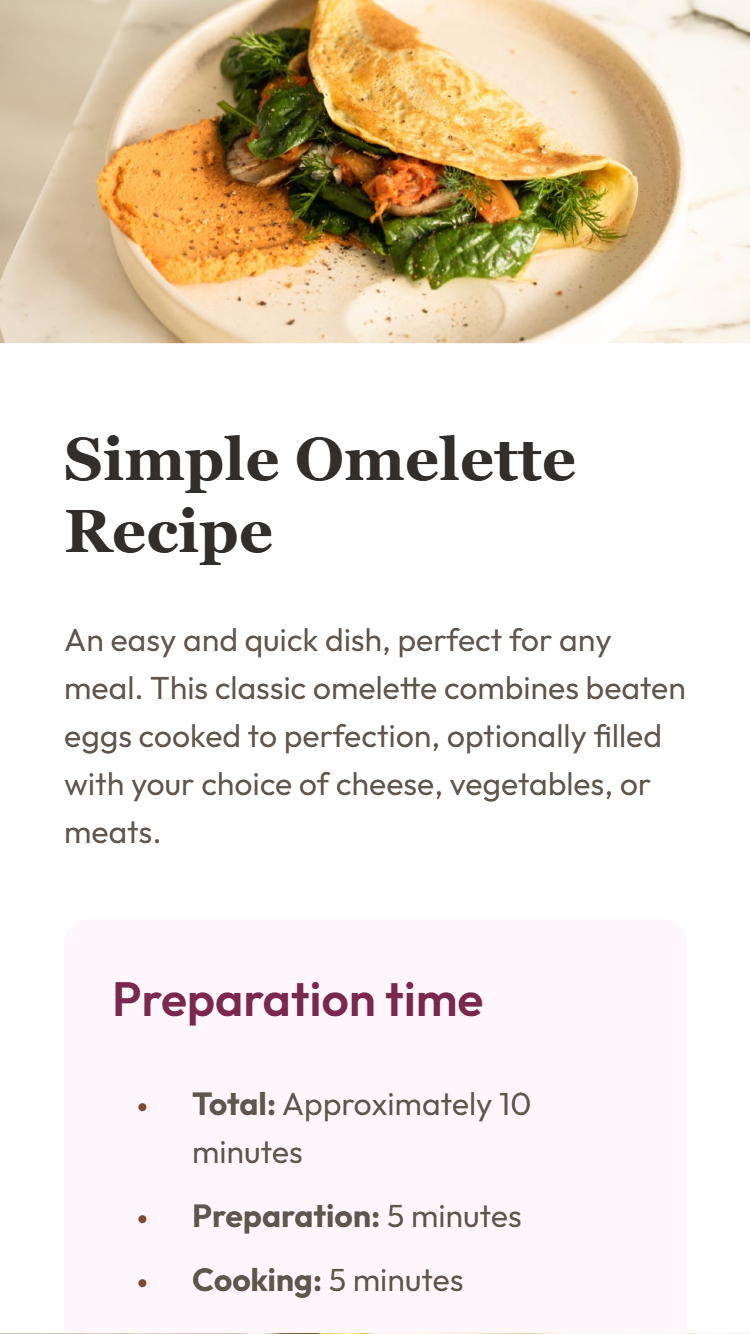 Simple Omelette
Recipe
An easy and quick dish, perfect for any
meal. This classic omelette combines beaten
eggs cooked to perfection, optionally filled
with your choice of cheese, vegetables, or
meats.
Preparation time
• Total: Approximately 10
minutes
• Preparation: 5 minutes
• Cooking: 5 minutes